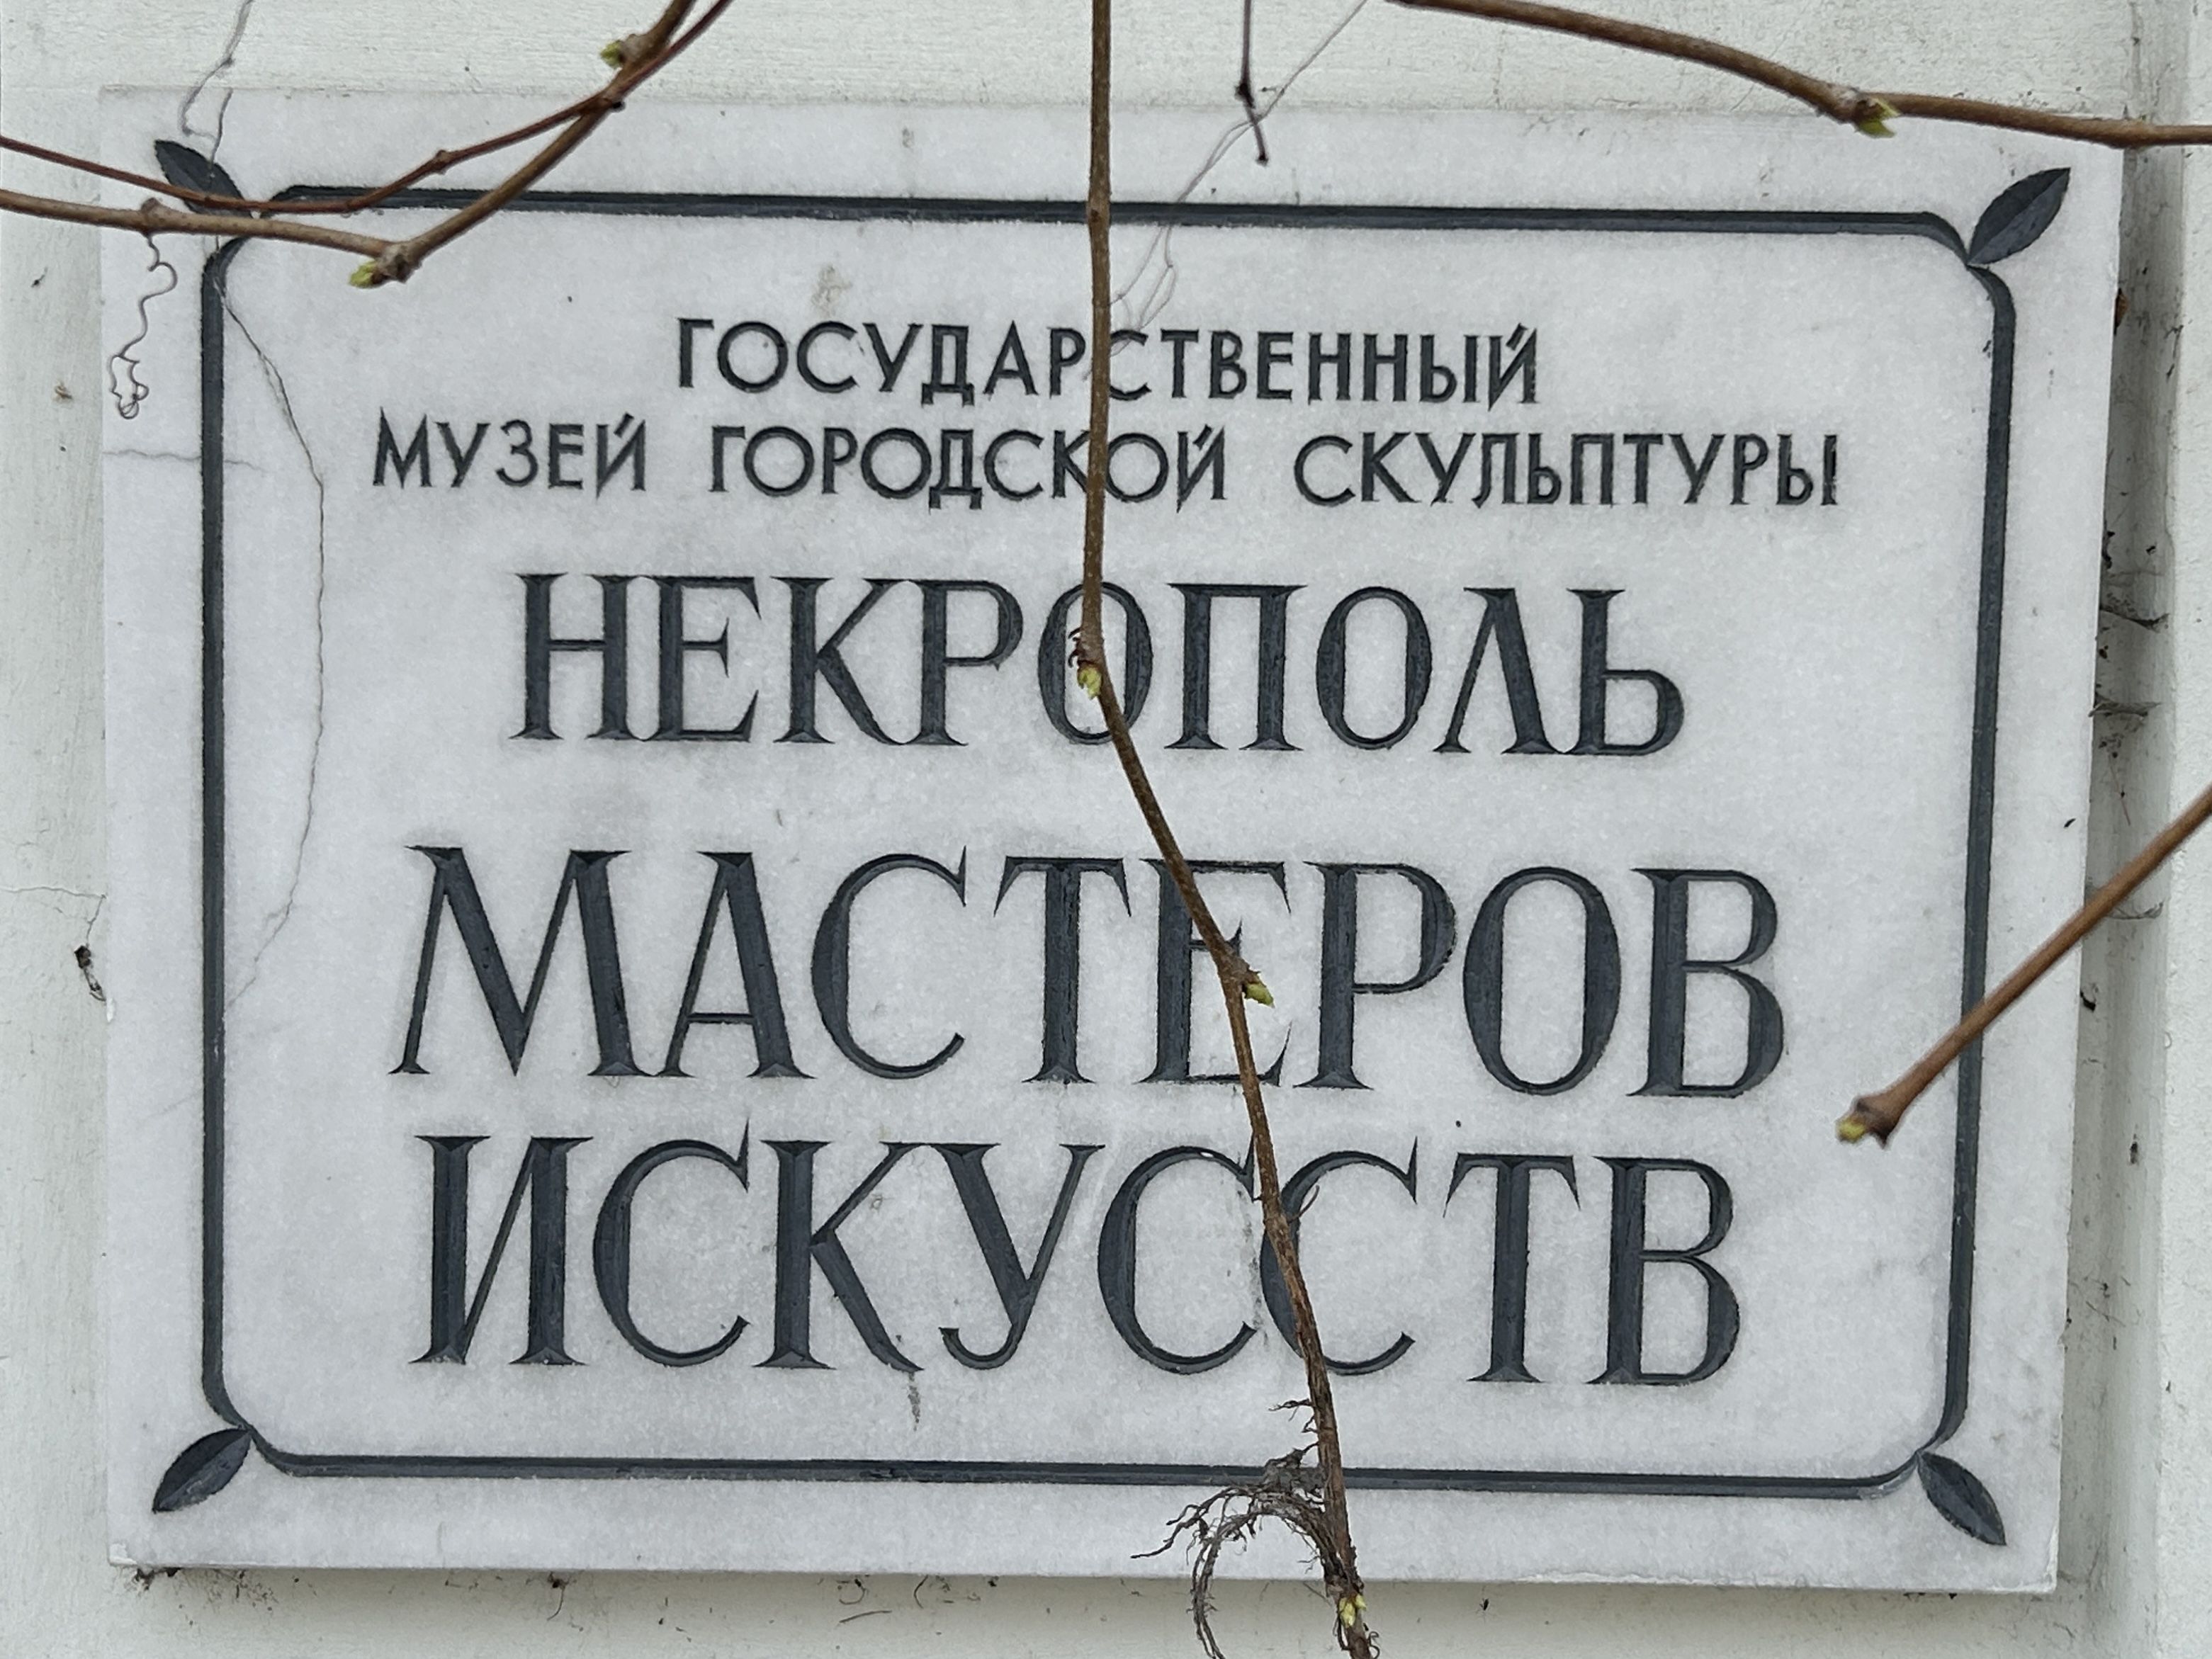 ГОСУДАРСТВЕННЫЙ
МУЗЕЙ ГОРОДСКОЙ СКУЛЬПТУРЫ
НЕКРОПОЛЬ
МАСТЕРОВ
ИСКУССТВ